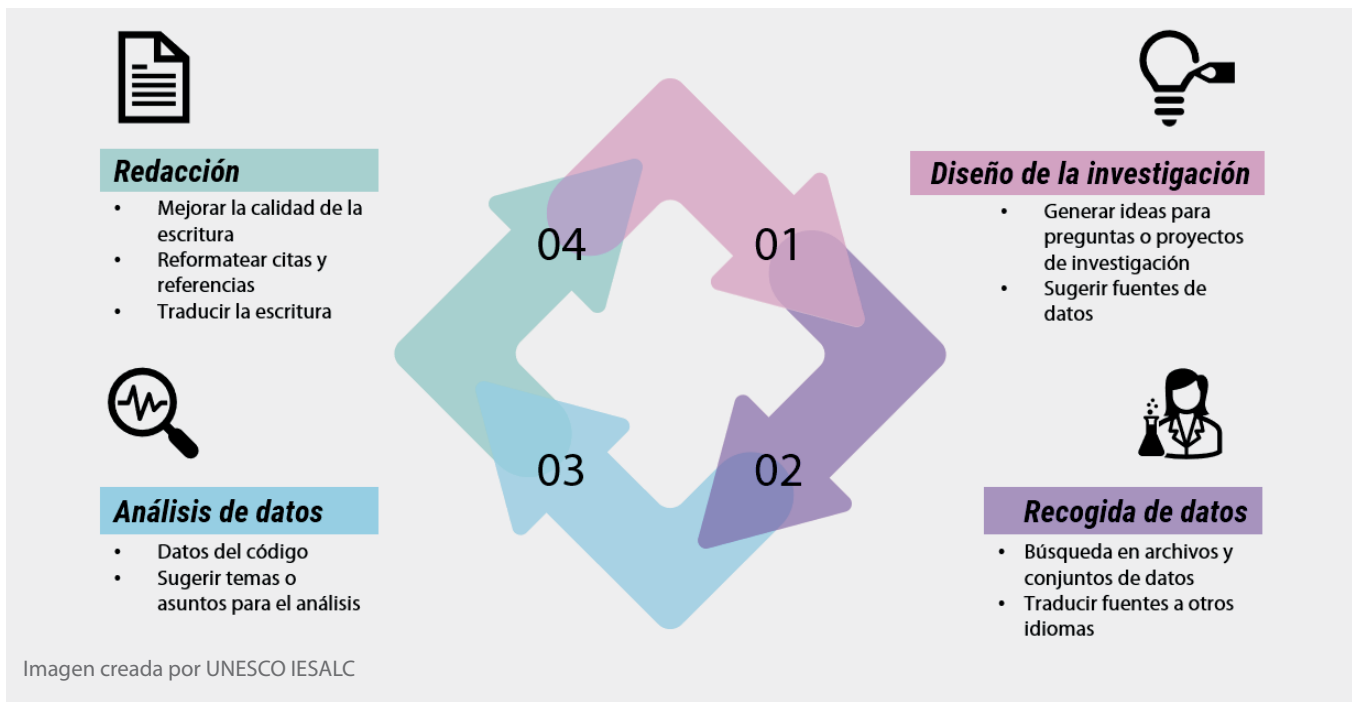 Redacción
• Mejorar la calidad de la
escritura
• Reformatear citas y
referencias
• Traducir la escritura
Diseño de la investigación
• Generar ideas para
preguntas o proyectos
de investigación
• Sugerir fuentes de
datos
04
01
03
02
Análisis de datos
• Datos del código
• Sugerir temas o
asuntos para el análisis
Recogida de datos
• Búsqueda en archivos y
conjuntos de datos
• Traducir fuentes a otros
idiomas
Imagen creada por UNESCO IESALC